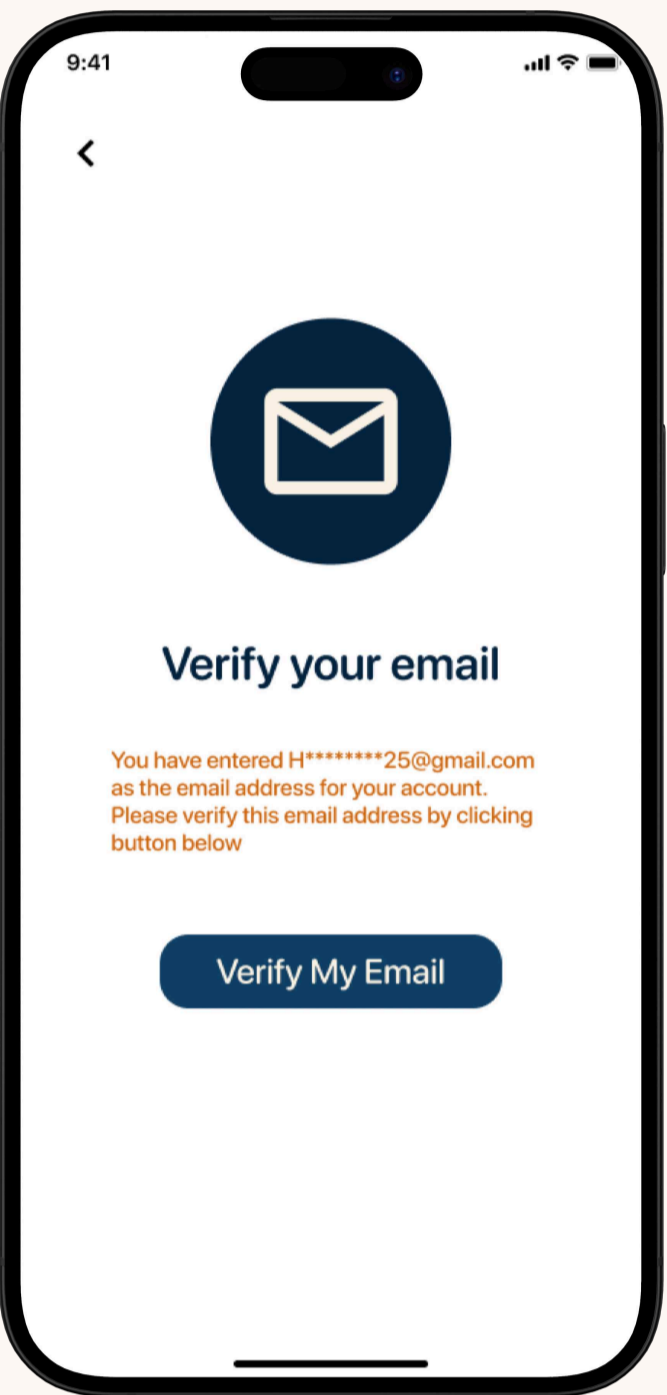 9:41
Verify your email
You have entered H********25@gmail.com
as the email address for your account.
Please verify this email address by clicking
button below
Verify My Email